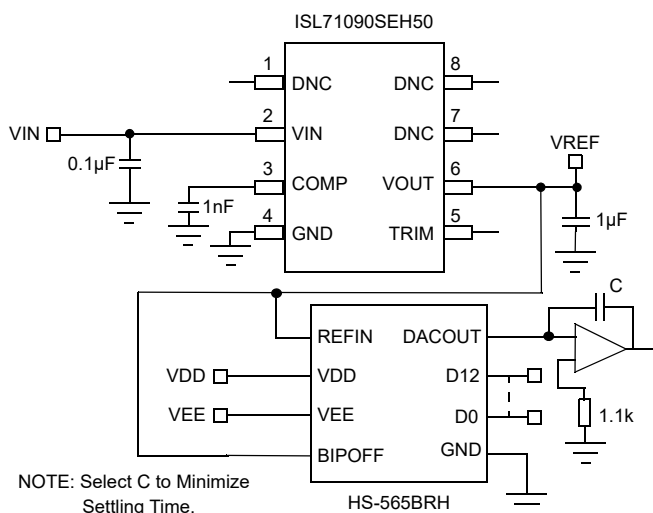 ISL71090SEH50
1 DNC DNC 8
VIN 2 VIN DNC 7
VREF
0.1µF
3 COMP VOUT 6
1nF
4 GND TRIM 5
1µF
C
REFIN DACOUT
VDD VDD D12
VEE VEE D0
1.1k
BIPOFF GND
NOTE: Select C to Minimize
Settling Time.
HS-565BRH